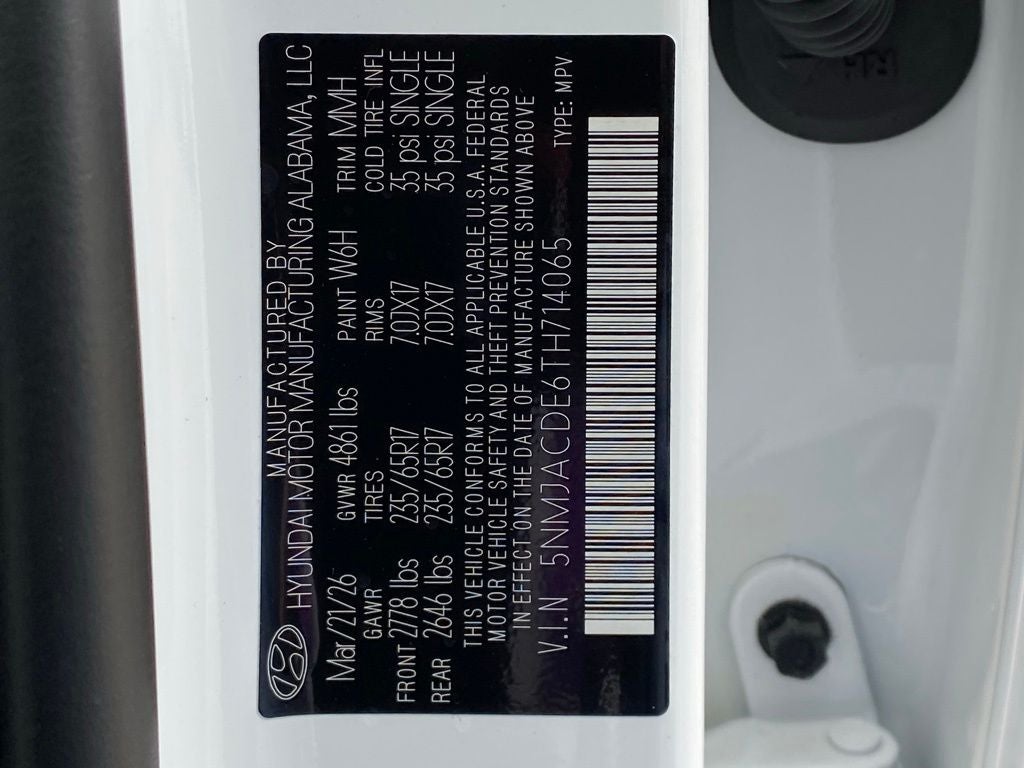 MANUFACTURED BY
HYUNDAI MOTOR MANUFACTURING ALABAMA, LLC
Mar/21/26 GVWR 4861 lbs PAINT W6H TRIM MMH
GAWR TIRES RIMS COLD TIRE INFL
FRONT 2778 lbs 235/65R17 7.0JX17 35 psi SINGLE
REAR 2646 lbs 235/65R17 7.0JX17 35 psi SINGLE
THIS VEHICLE CONFORMS TO ALL APPLICABLE U.S.A. FEDERAL
MOTOR VEHICLE SAFETY AND THEFT PREVENTION STANDARDS
IN EFFECT ON THE DATE OF MANUFACTURE SHOWN ABOVE
V.I.N 5NMJACDE6TH714065 TYPE: MPV